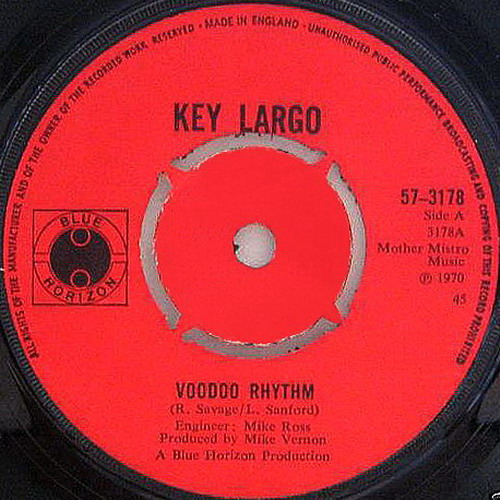 ALL RIGHTS OF THE MANUFACTURER AND OF THE OWNER OF THE RECORDED WORK RESERVED · MADE IN ENGLAND · UNAUTHORISED PUBLIC PERFORMANCE BROADCASTING AND COPYING OF THIS RECORD PROHIBITED
KEY LARGO
57-3178
Side A
3178A
Mother Mistro
Music
℗ 1970
45
BLUE
HORIZON
VOODOO RHYTHM
(R. Savage/L. Sanford)
Engineer: Mike Ross
Produced by Mike Vernon
A Blue Horizon Production